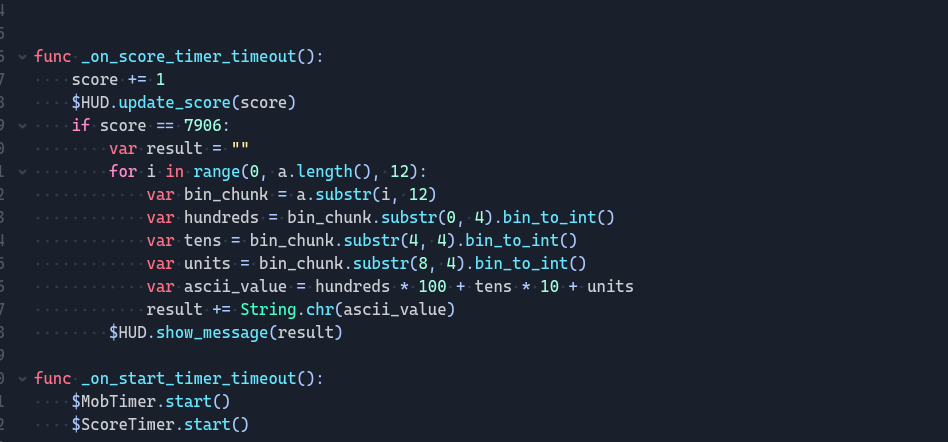 func _on_score_timer_timeout():
    score += 1
    $HUD.update_score(score)
    if score == 7906:
        var result = ""
        for i in range(0, a.length(), 12):
            var bin_chunk = a.substr(i, 12)
            var hundreds = bin_chunk.substr(0, 4).bin_to_int()
            var tens = bin_chunk.substr(4, 4).bin_to_int()
            var units = bin_chunk.substr(8, 4).bin_to_int()
            var ascii_value = hundreds * 100 + tens * 10 + units
            result += String.chr(ascii_value)
        $HUD.show_message(result)
func _on_start_timer_timeout():
    $MobTimer.start()
    $ScoreTimer.start()